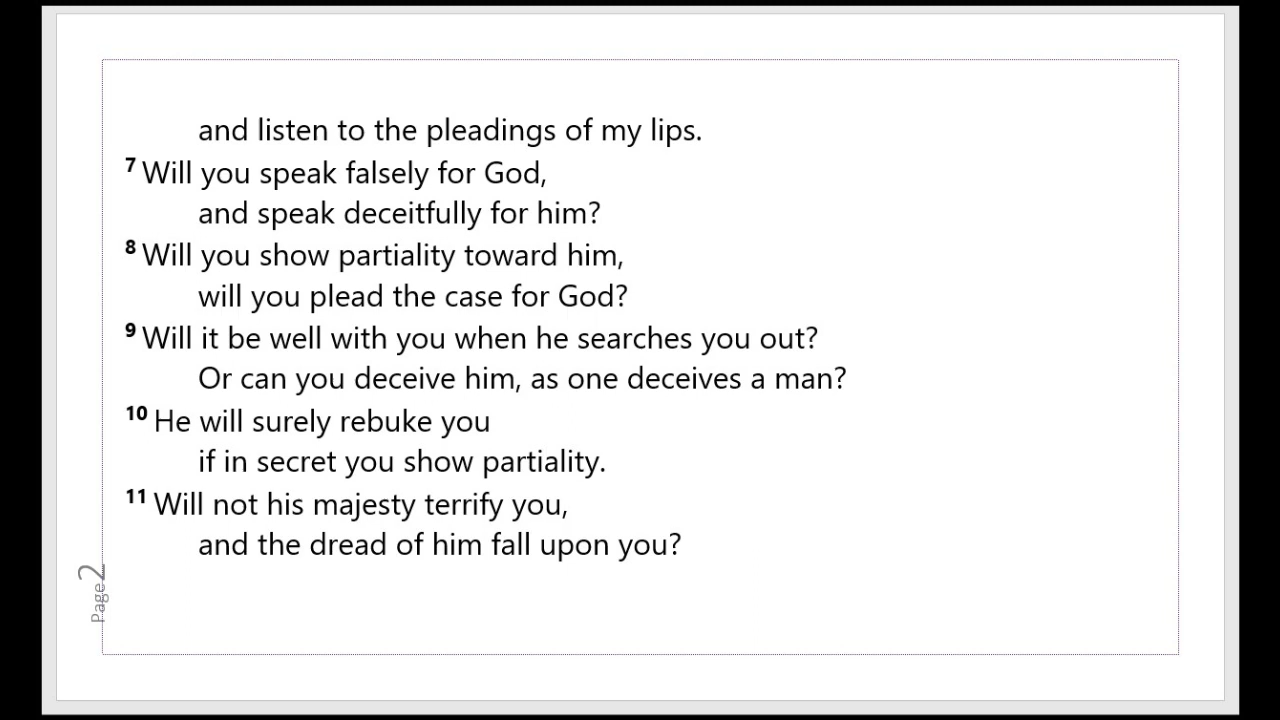 and listen to the pleadings of my lips.
7 Will you speak falsely for God,
and speak deceitfully for him?
8 Will you show partiality toward him,
will you plead the case for God?
9 Will it be well with you when he searches you out?
Or can you deceive him, as one deceives a man?
10 He will surely rebuke you
if in secret you show partiality.
11 Will not his majesty terrify you,
and the dread of him fall upon you?
Page 2